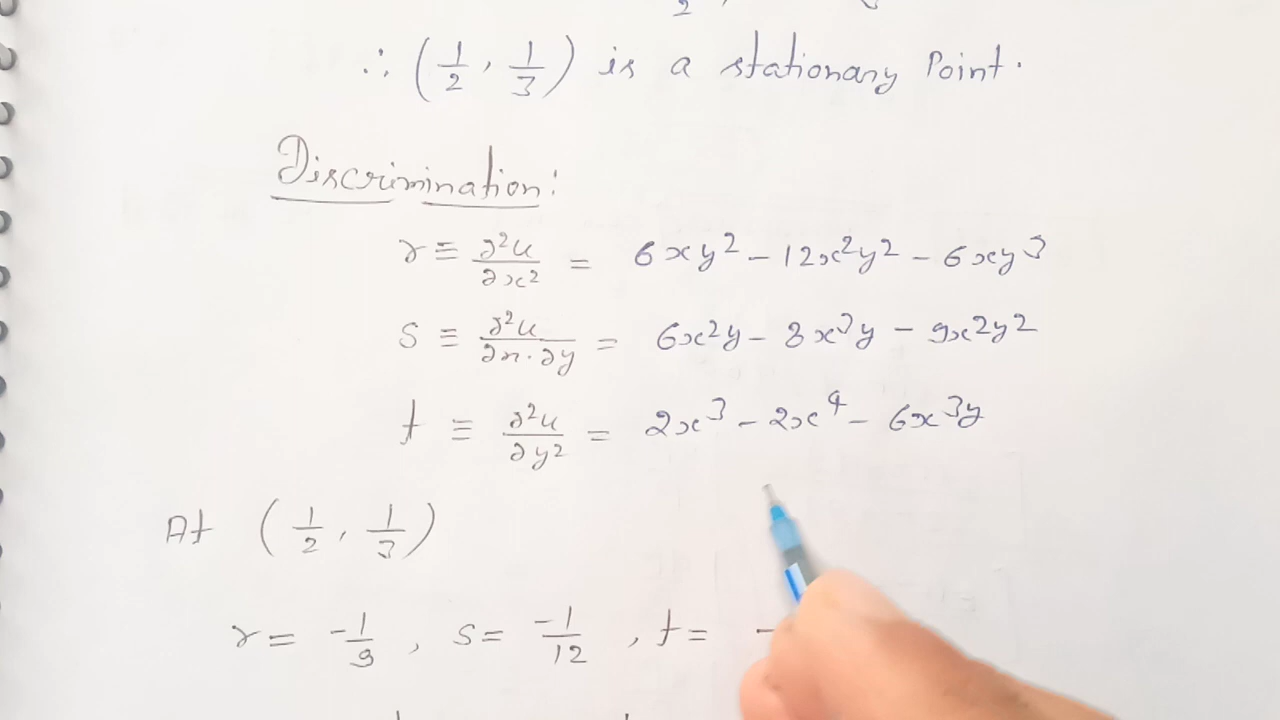 ∴ (1/2, 1/3) is a stationary Point.
Discrimination:
r ≡ ∂²u/∂x² = 6xy² - 12x²y² - 6xy³
s ≡ ∂²u/∂x·∂y = 6x²y - 8x³y - 9x²y²
t ≡ ∂²u/∂y² = 2x³ - 2x⁴ - 6x³y
At (1/2, 1/3)
r = -1/9, s = -1/12, t = -